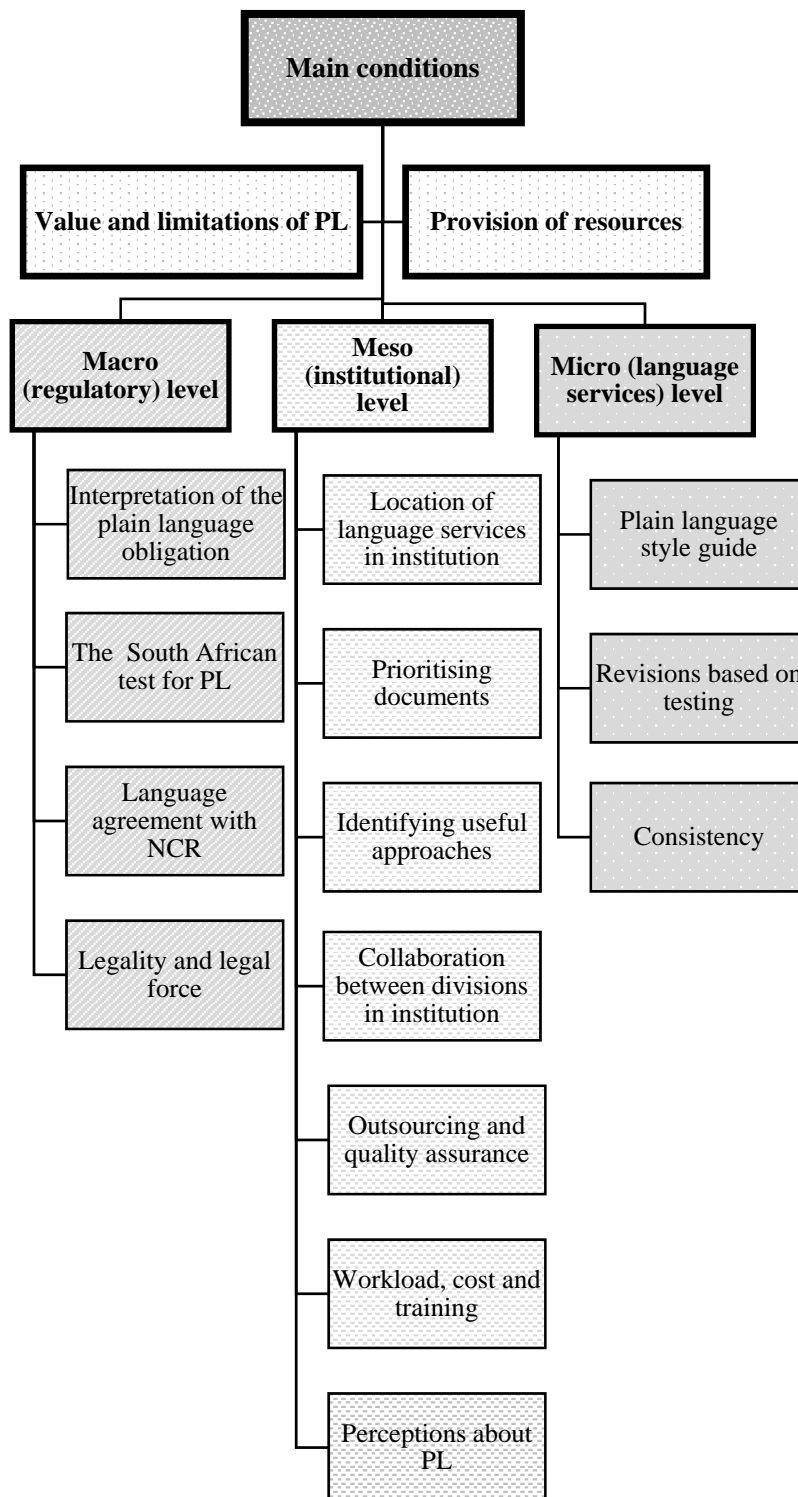 Main conditions
Value and limitations of PL
Provision of resources
Macro
(regulatory) level
Meso
(institutional)
level
Micro (language
services) level
Interpretation of the
plain language
obligation
The South African
test for PL
Language
agreement with
NCR
Legality and legal
force
Location of
language services
in institution
Prioritising
documents
Identifying useful
approaches
Collaboration
between divisions
in institution
Outsourcing and
quality assurance
Workload, cost and
training
Perceptions about
PL
Plain language
style guide
Revisions based on
testing
Consistency